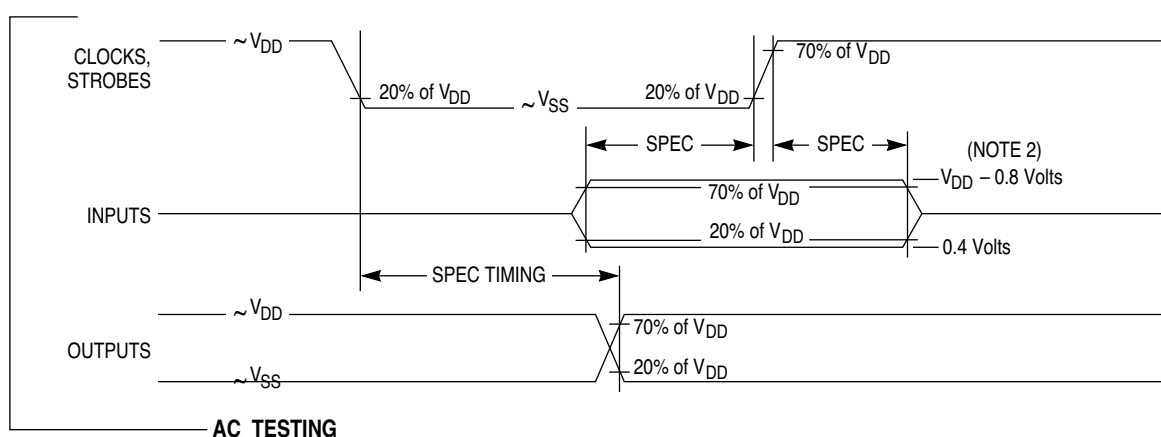 CLOCKS,
STROBES
~ VDD
20% of VDD
~ VSS
20% of VDD
70% of VDD
SPEC
SPEC
(NOTE 2)
VDD – 0.8 Volts
INPUTS
70% of VDD
20% of VDD
0.4 Volts
SPEC TIMING
OUTPUTS
~ VDD
70% of VDD
20% of VDD
~ VSS
AC TESTING